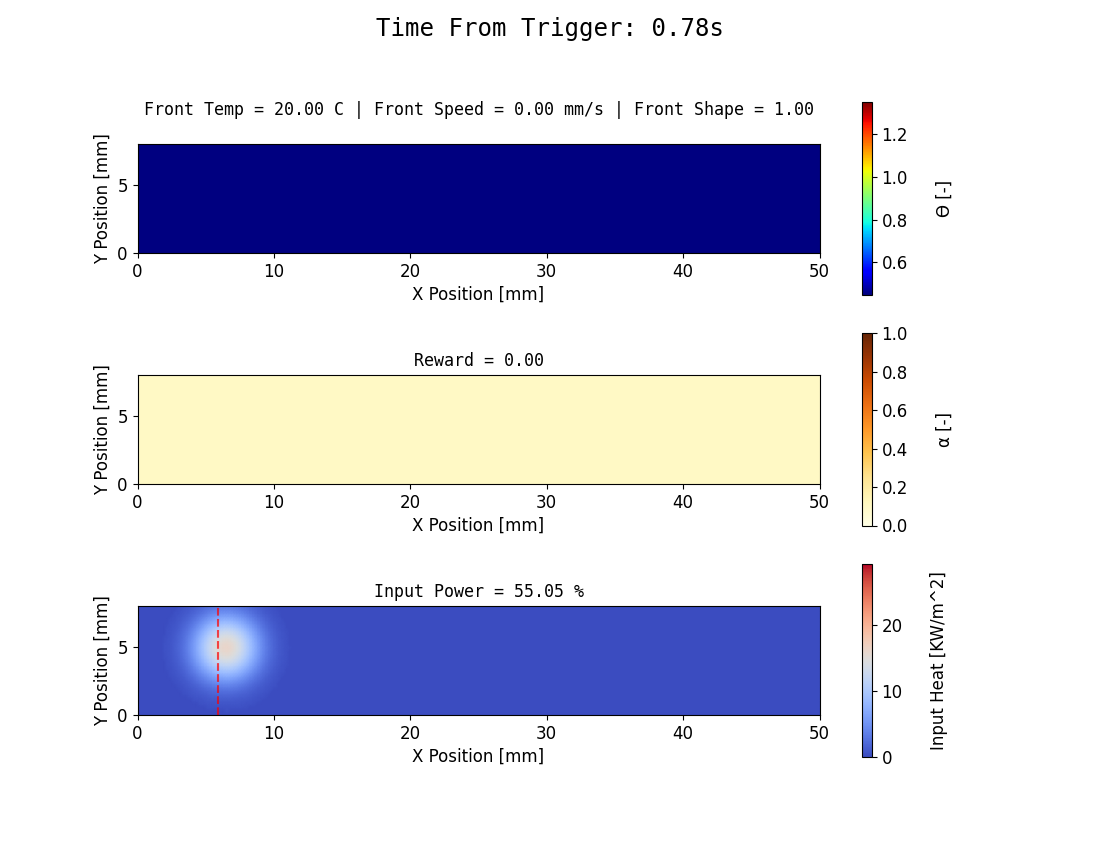 Time From Trigger: 0.78s
Front Temp = 20.00 C | Front Speed = 0.00 mm/s | Front Shape = 1.00
Y Position [mm]
5
0
0 10 20 30 40 50
X Position [mm]
1.2
1.0
0.8
0.6
Θ [-]
Reward = 0.00
Y Position [mm]
5
0
0 10 20 30 40 50
X Position [mm]
1.0
0.8
0.6
0.4
0.2
0.0
α [-]
Input Power = 55.05 %
Y Position [mm]
5
0
0 10 20 30 40 50
X Position [mm]
20
10
0
Input Heat [KW/m^2]